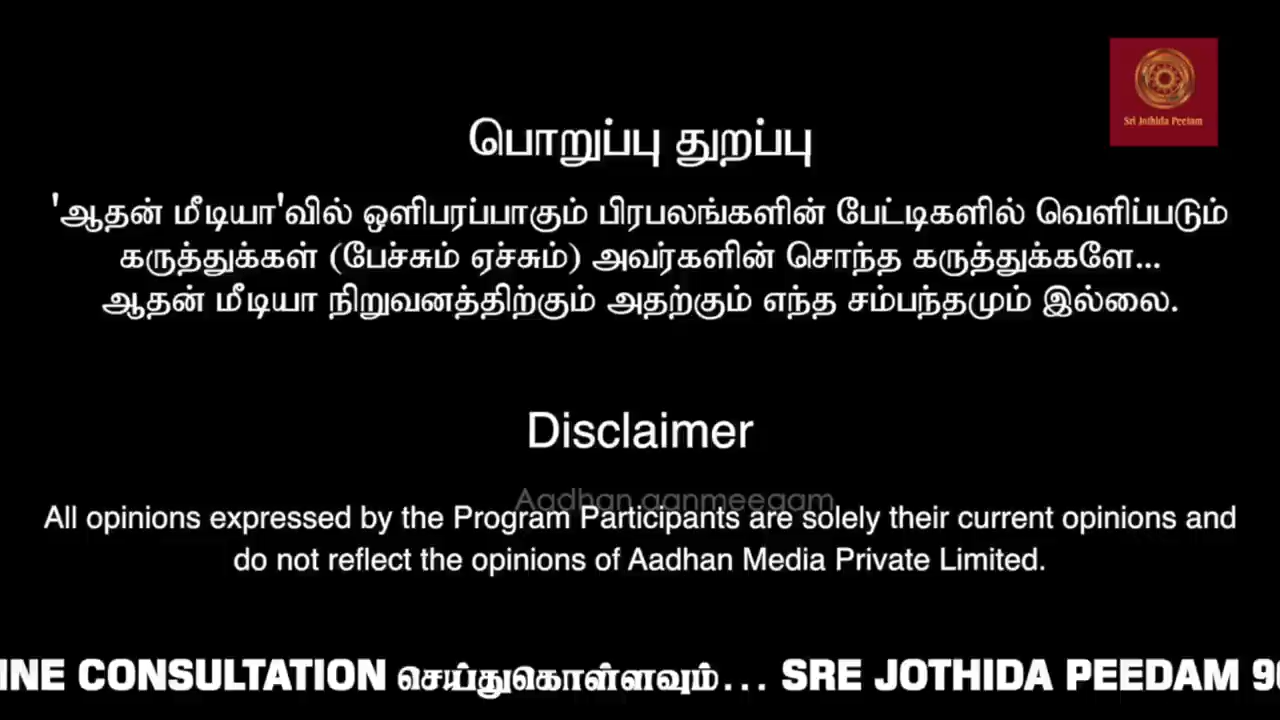 Sri Jothida Peetam
பொறுப்பு துறப்பு
'ஆதன் மீடியா'வில் ஒளிபரப்பாகும் பிரபலங்களின் பேட்டிகளில் வெளிப்படும்
கருத்துக்கள் (பேச்சும் ஏச்சும்) அவர்களின் சொந்த கருத்துக்களே...
ஆதன் மீடியா நிறுவனத்திற்கும் அதற்கும் எந்த சம்பந்தமும் இல்லை.
Disclaimer
Aadhan aanmeegam
All opinions expressed by the Program Participants are solely their current opinions and
do not reflect the opinions of Aadhan Media Private Limited.
CONSULTATION செய்துகொள்ளவும்... SRE JOTHIDA PEEDAM